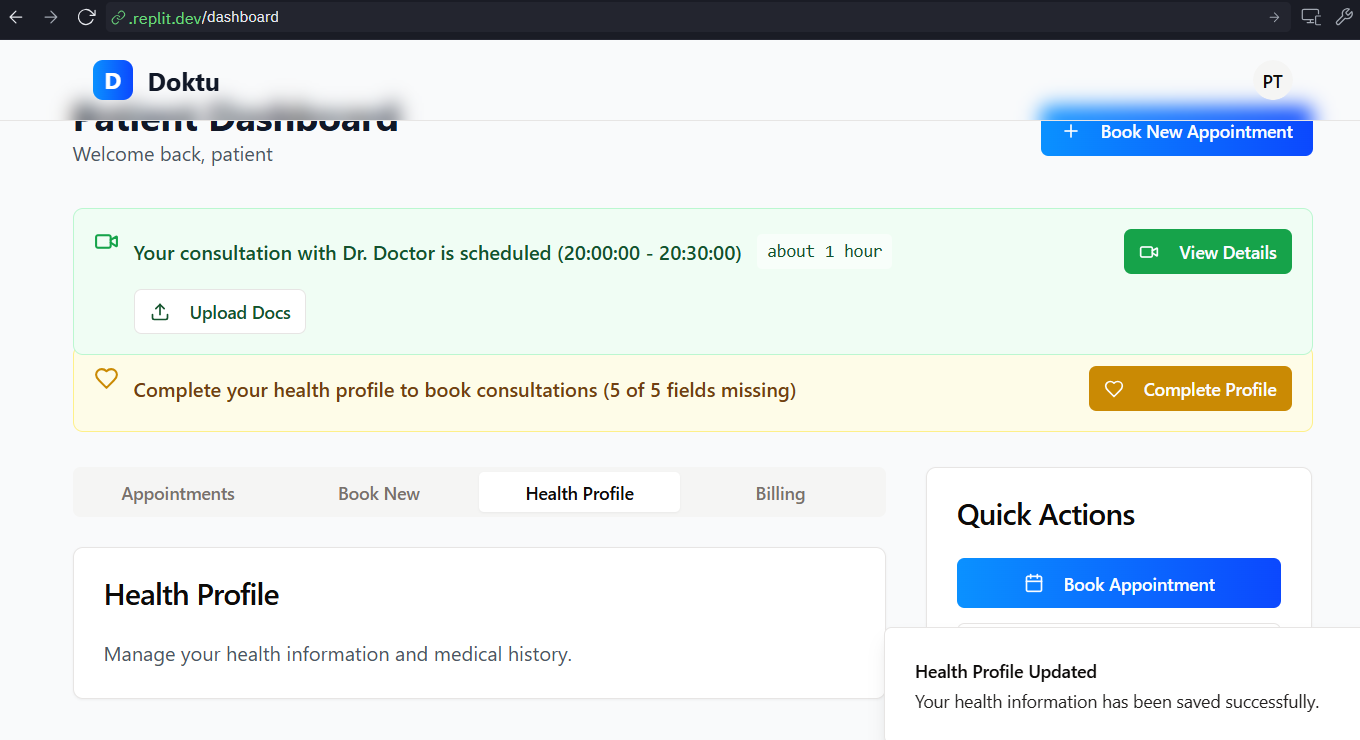 .replit.dev/dashboard
D Doktu
PT
Patient Dashboard
Book New Appointment
Welcome back, patient
Your consultation with Dr. Doctor is scheduled (20:00:00 - 20:30:00) about 1 hour
View Details
Upload Docs
Complete your health profile to book consultations (5 of 5 fields missing)
Complete Profile
Appointments Book New Health Profile Billing
Quick Actions
Book Appointment
Health Profile
Manage your health information and medical history.
Health Profile Updated
Your health information has been saved successfully.